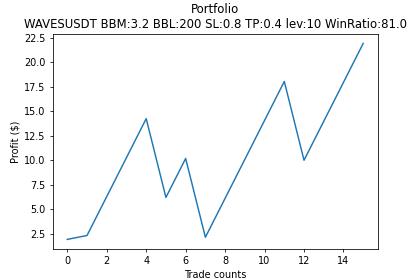 Portfolio
WAVESUSDT BBM:3.2 BBL:200 SL:0.8 TP:0.4 lev:10 WinRatio:81.0
22.5
20.0
17.5
15.0
12.5
10.0
7.5
5.0
2.5
Profit ($)
0 2 4 6 8 10 12 14
Trade counts